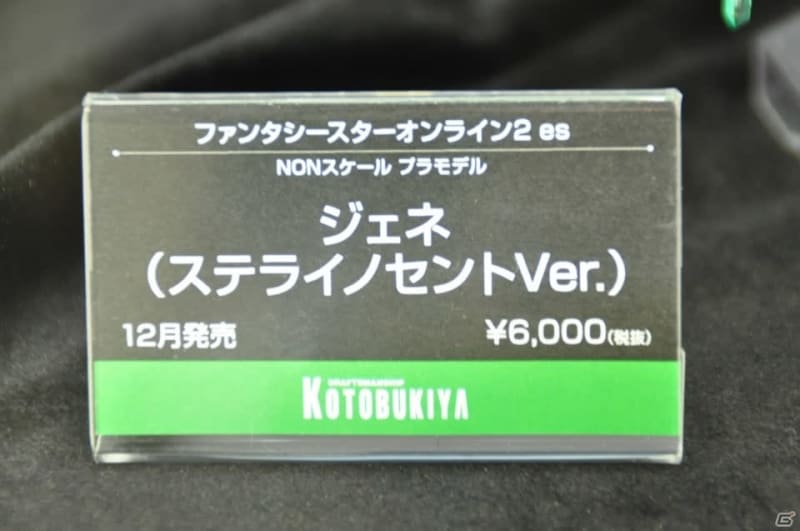 ファンタシースターオンライン2 es
NONスケール プラモデル
ジェネ
(ステライノセントVer.)
12月発売 ¥6,000(税抜)
CRAFTSMANSHIP
KOTOBUKIYA